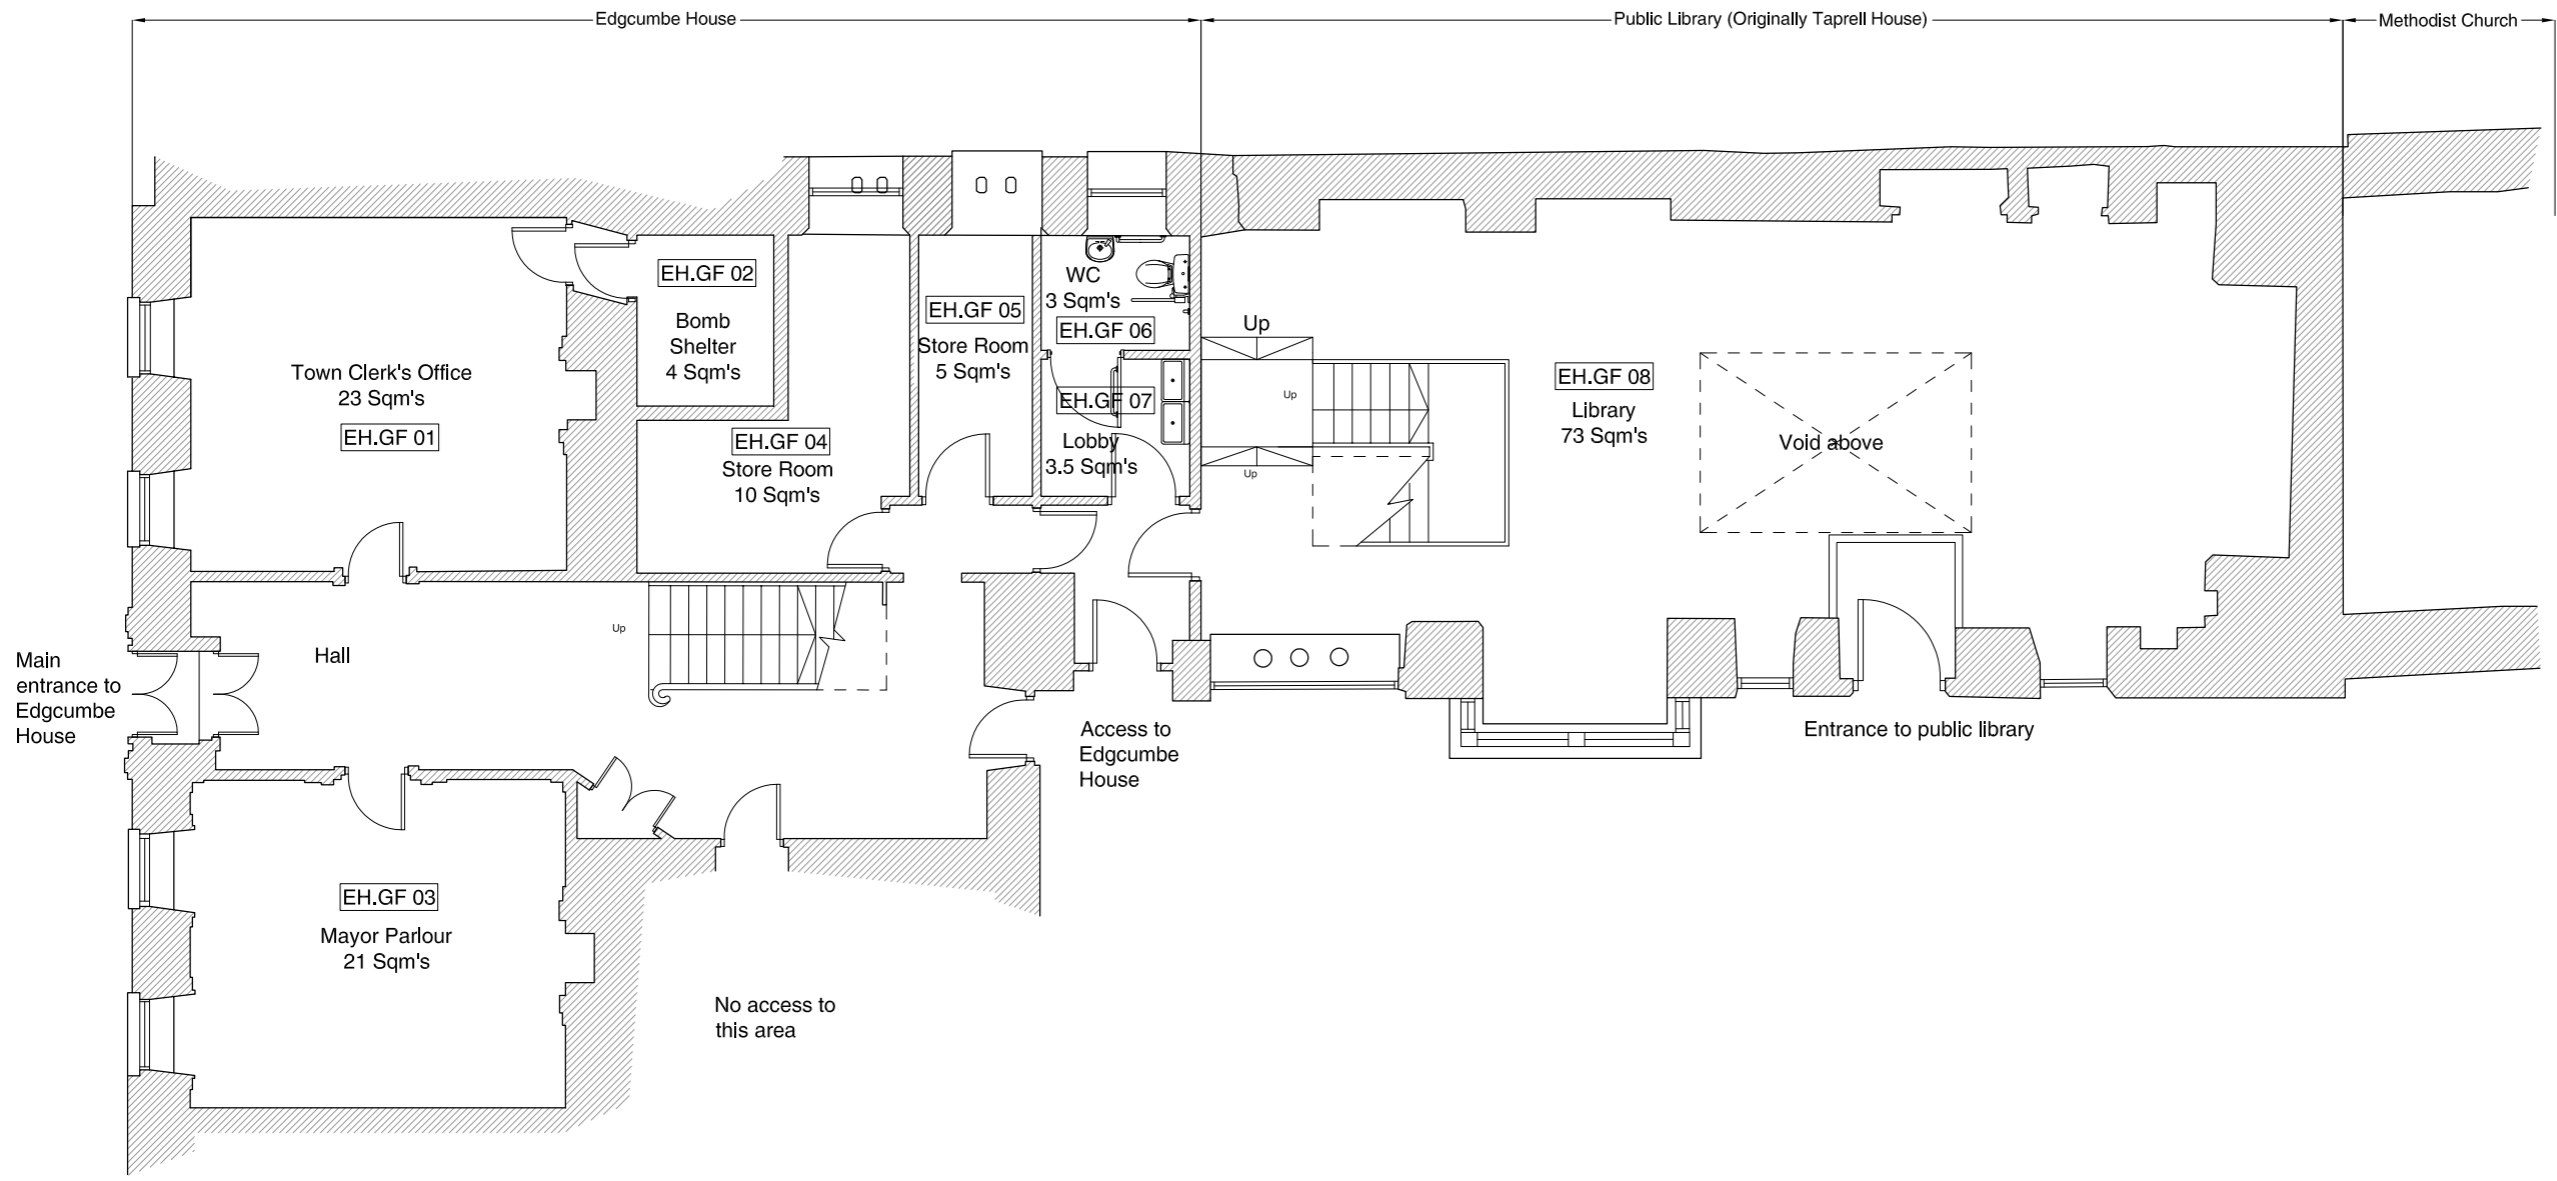 Edgcumbe House
Public Library (Originally Taprell House)
Methodist Church
EH.GF 02
Bomb
Shelter
4 Sqm's
Town Clerk's Office
23 Sqm's
EH.GF 01
EH.GF 04
Store Room
10 Sqm's
EH.GF 05
Store Room
5 Sqm's
WC
3 Sqm's
EH.GF 06
EH.GF 07
Lobby
3.5 Sqm's
Up
Up
Up
EH.GF 08
Library
73 Sqm's
Void above
Up
Hall
Main
entrance to
Edgcumbe
House
Access to
Edgcumbe
House
Entrance to public library
EH.GF 03
Mayor Parlour
21 Sqm's
No access to
this area